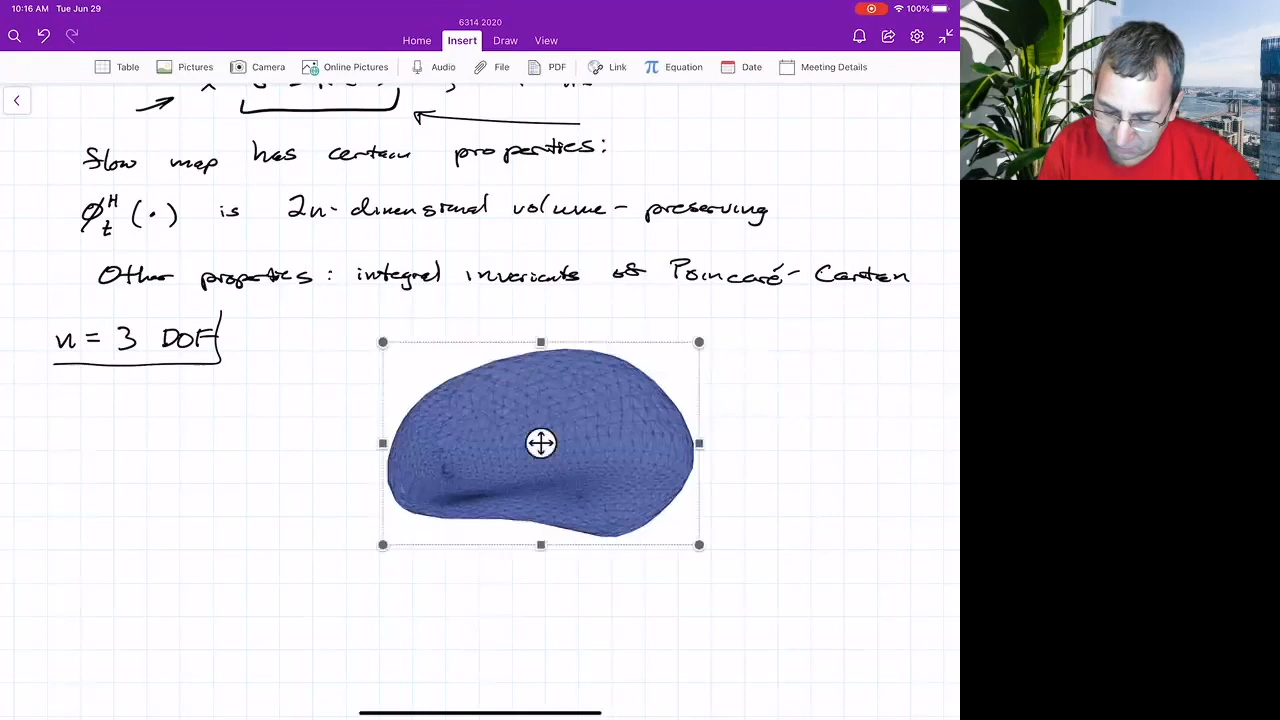 10:16 AM Tue Jun 29
100%
6314 2020
Home Insert Draw View
Table Pictures Camera Online Pictures Audio File PDF Link Equation Date Meeting Details
flow map has certain properties:
ϕ_t^H (·) is 2n-dimensional volume-preserving
Other properties: integral invariants of Poincaré-Cartan
n = 3 DOF